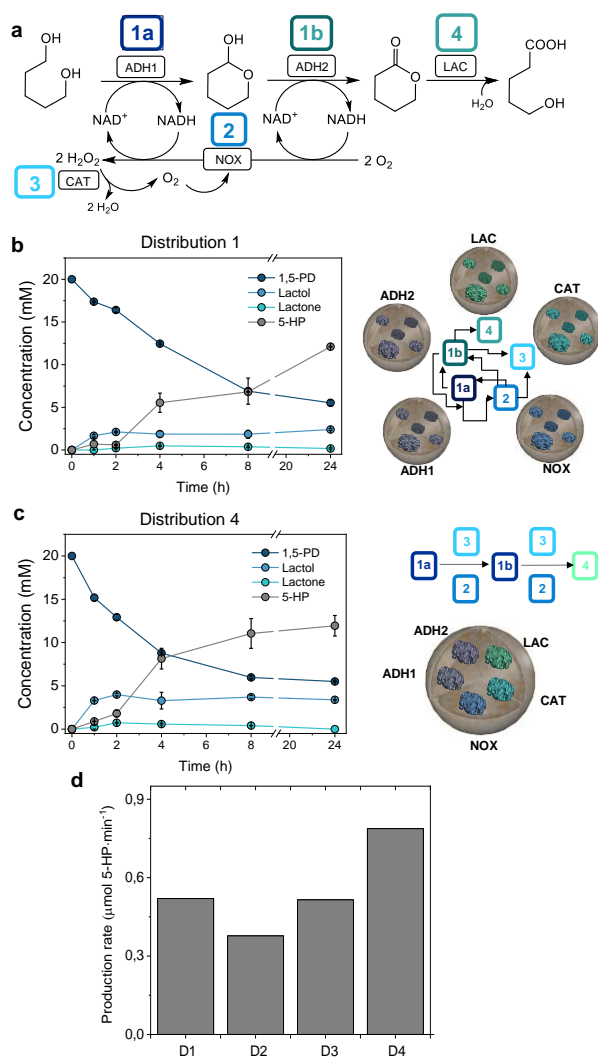 a
1a
1b
4
OH
OH
ADH1
OH
O
ADH2
O
O
LAC
H₂O
COOH
OH
NAD⁺
NADH
2
NAD⁺
NADH
2 H₂O₂
NOX
2 O₂
3
CAT
O₂
2 H₂O
b
Distribution 1
Concentration (mM)
20
15
10
5
0
1,5-PD
Lactol
Lactone
5-HP
0
2
4
6
8
20
24
Time (h)
LAC
ADH2
CAT
4
1b
3
1a
2
ADH1
NOX
c
Distribution 4
Concentration (mM)
20
15
10
5
0
1,5-PD
Lactol
Lactone
5-HP
0
2
4
6
8
20
24
Time (h)
3
3
1a
1b
4
2
2
ADH2
LAC
ADH1
CAT
NOX
d
Production rate (μmol 5-HP·min⁻¹)
0,9
0,6
0,3
0,0
D1
D2
D3
D4